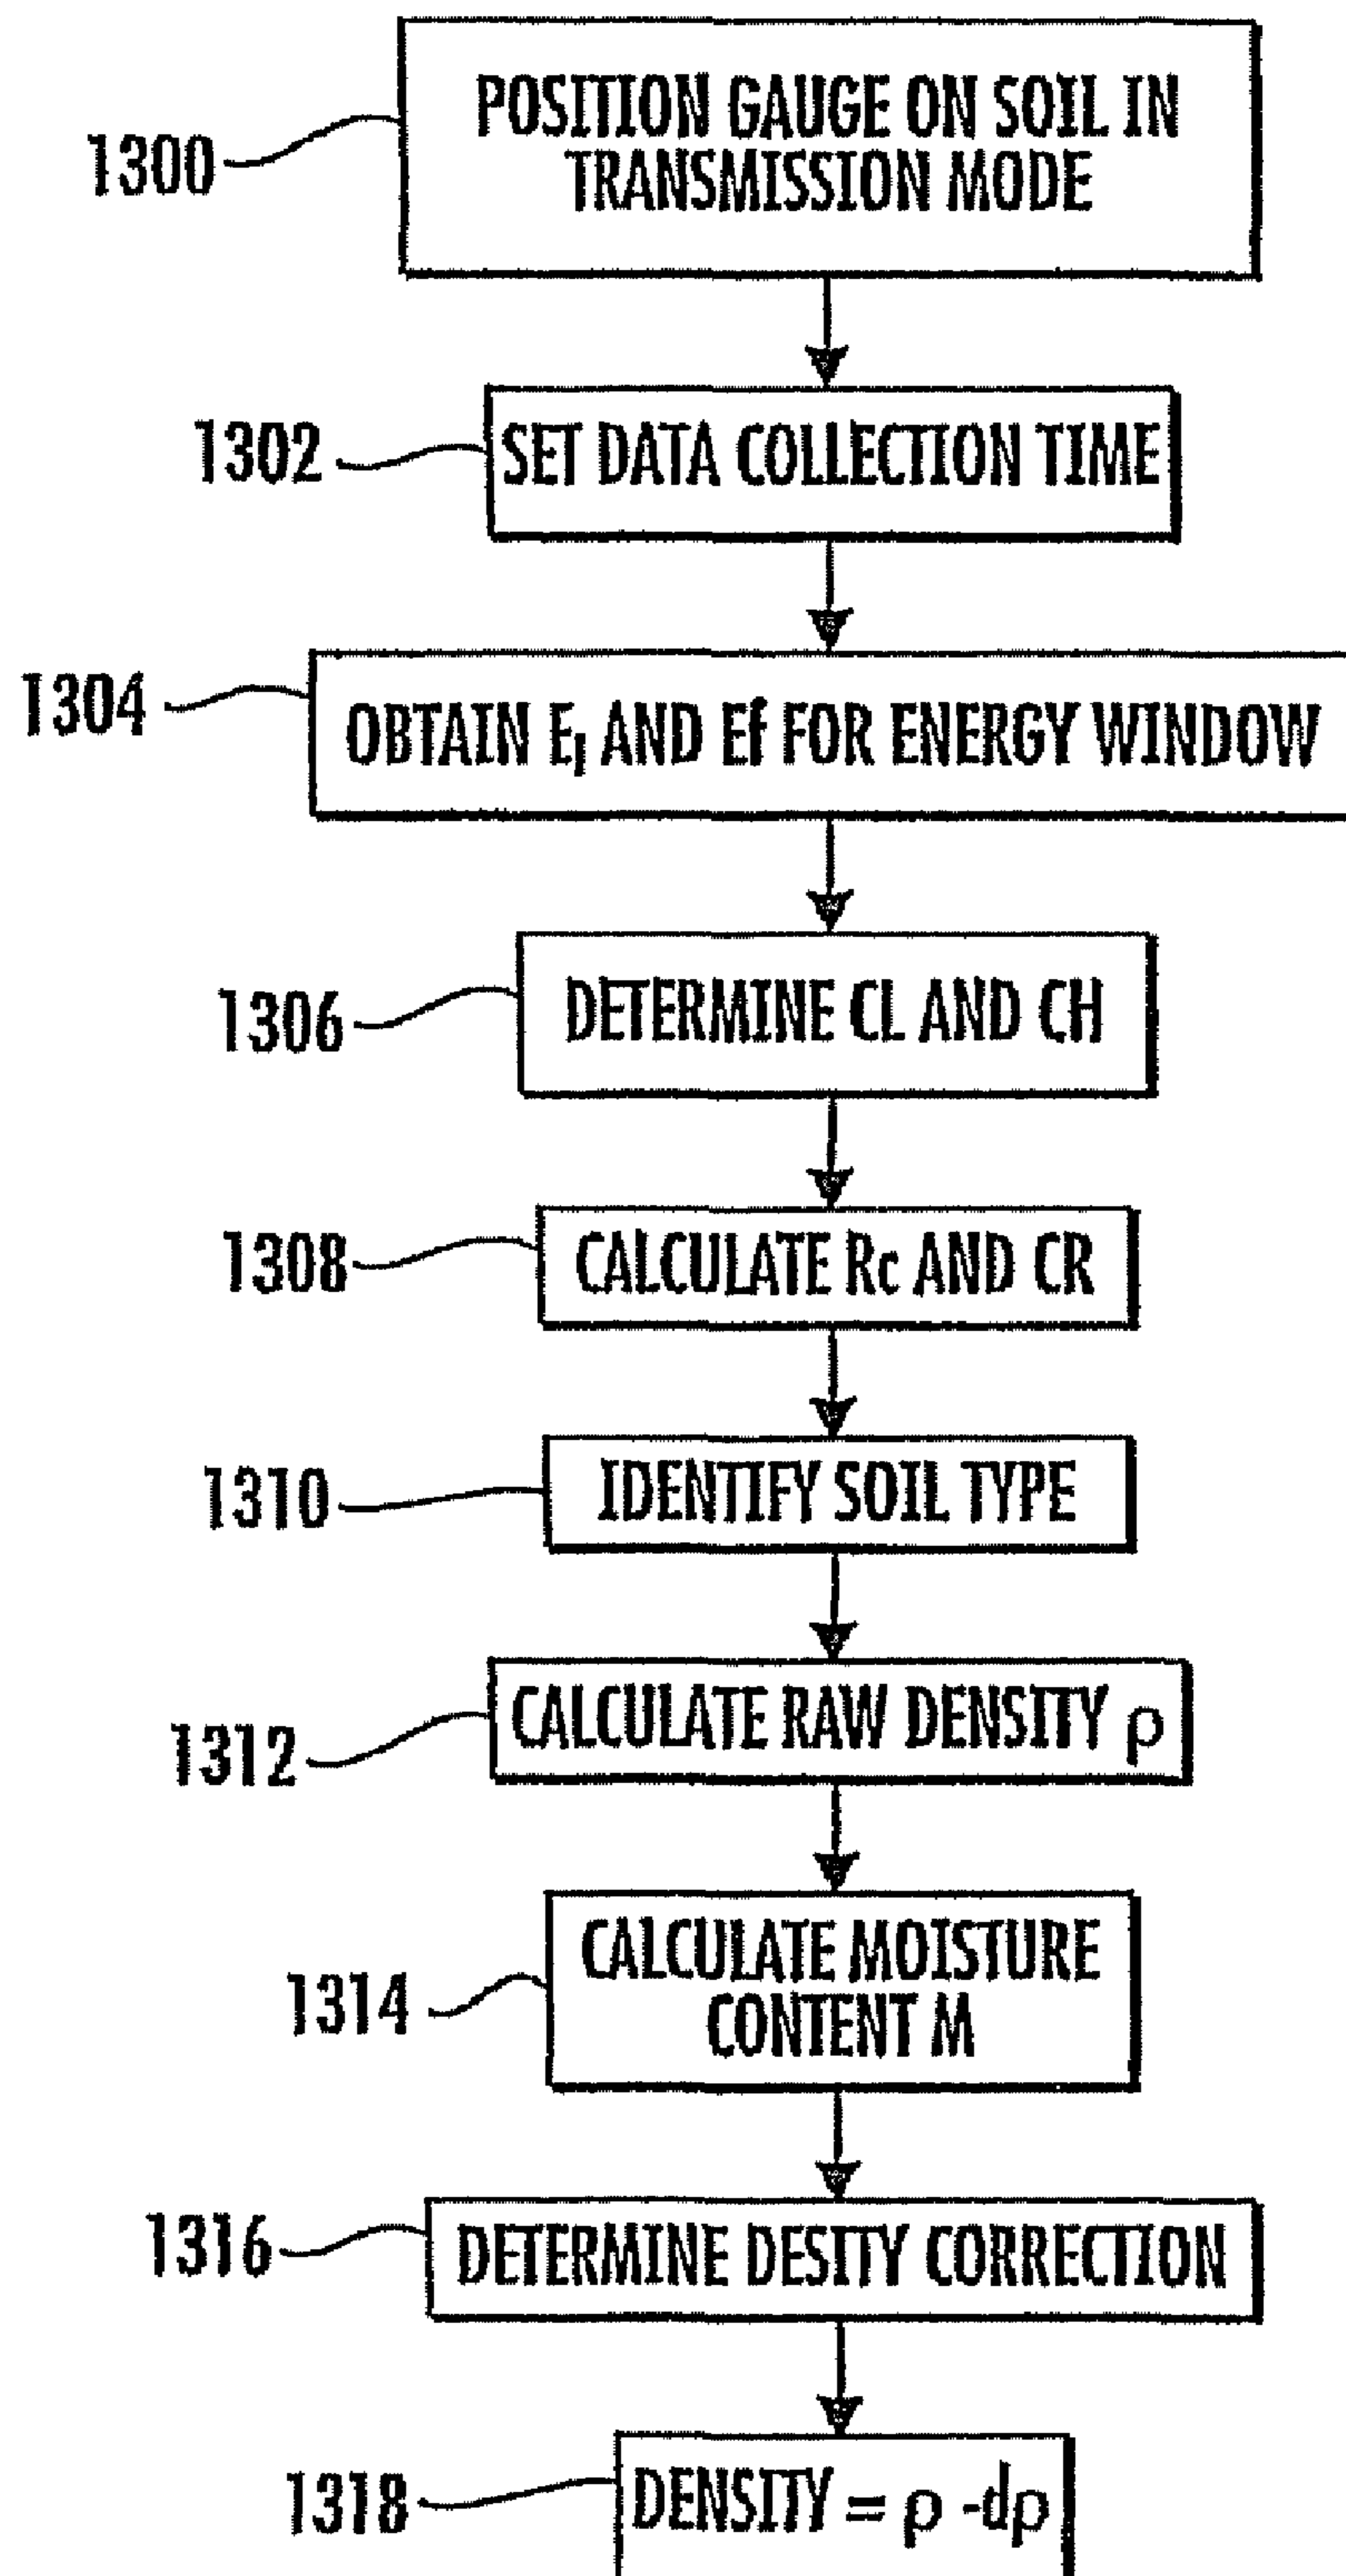 1300
POSITION GAUGE ON SOIL IN
TRANSMISSION MODE
1302
SET DATA COLLECTION TIME
1304
OBTAIN El AND Ef FOR ENERGY WINDOW
1306
DETERMINE CL AND CH
1308
CALCULATE Rc AND CR
1310
IDENTIFY SOIL TYPE
1312
CALCULATE RAW DENSITY ρ
1314
CALCULATE MOISTURE
CONTENT M
1316
DETERMINE DESITY CORRECTION
1318
DENSITY = ρ -dρ